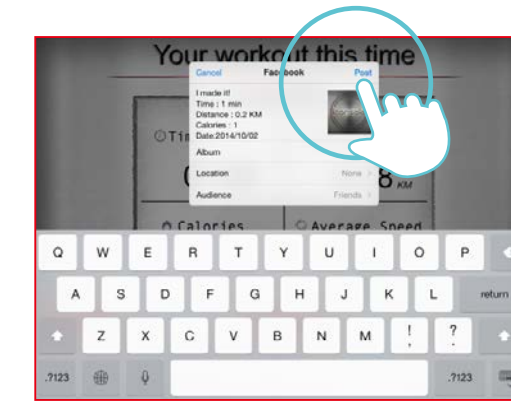 Your workout this time
Cancel Facebook Post
I made it!
Time : 1 min
Distance : 0.2 KM
Calories : 1
Date:2014/10/02
Album
Location None >
Audience Friends >
Tim
8 KM
Calories Average Speed
Q W E R T Y U I O P
A S D F G H J K L return
Z X C V B N M ! , ? .
.?123 .?123